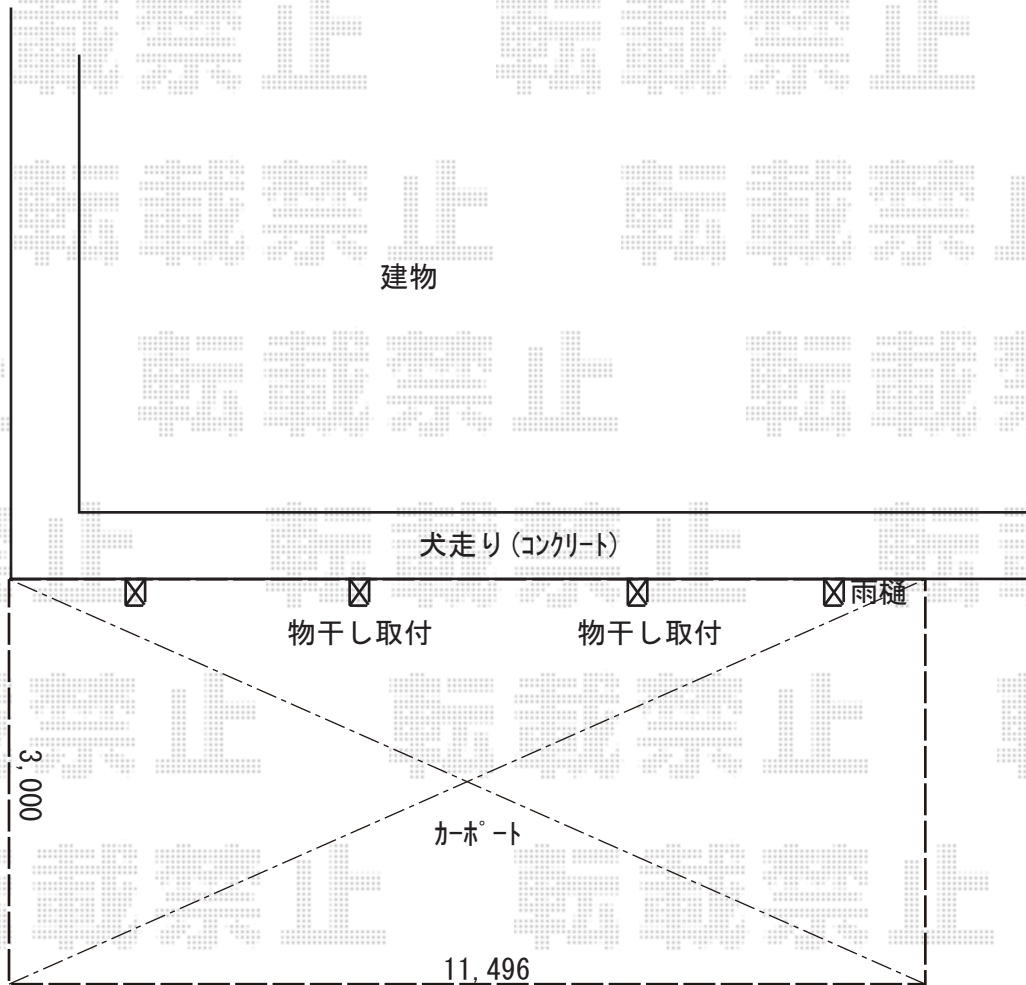 転載禁止
建物
犬走り(コンクリート)
雨樋
物干し取付 物干し取付
3,000
カーポート
11,496